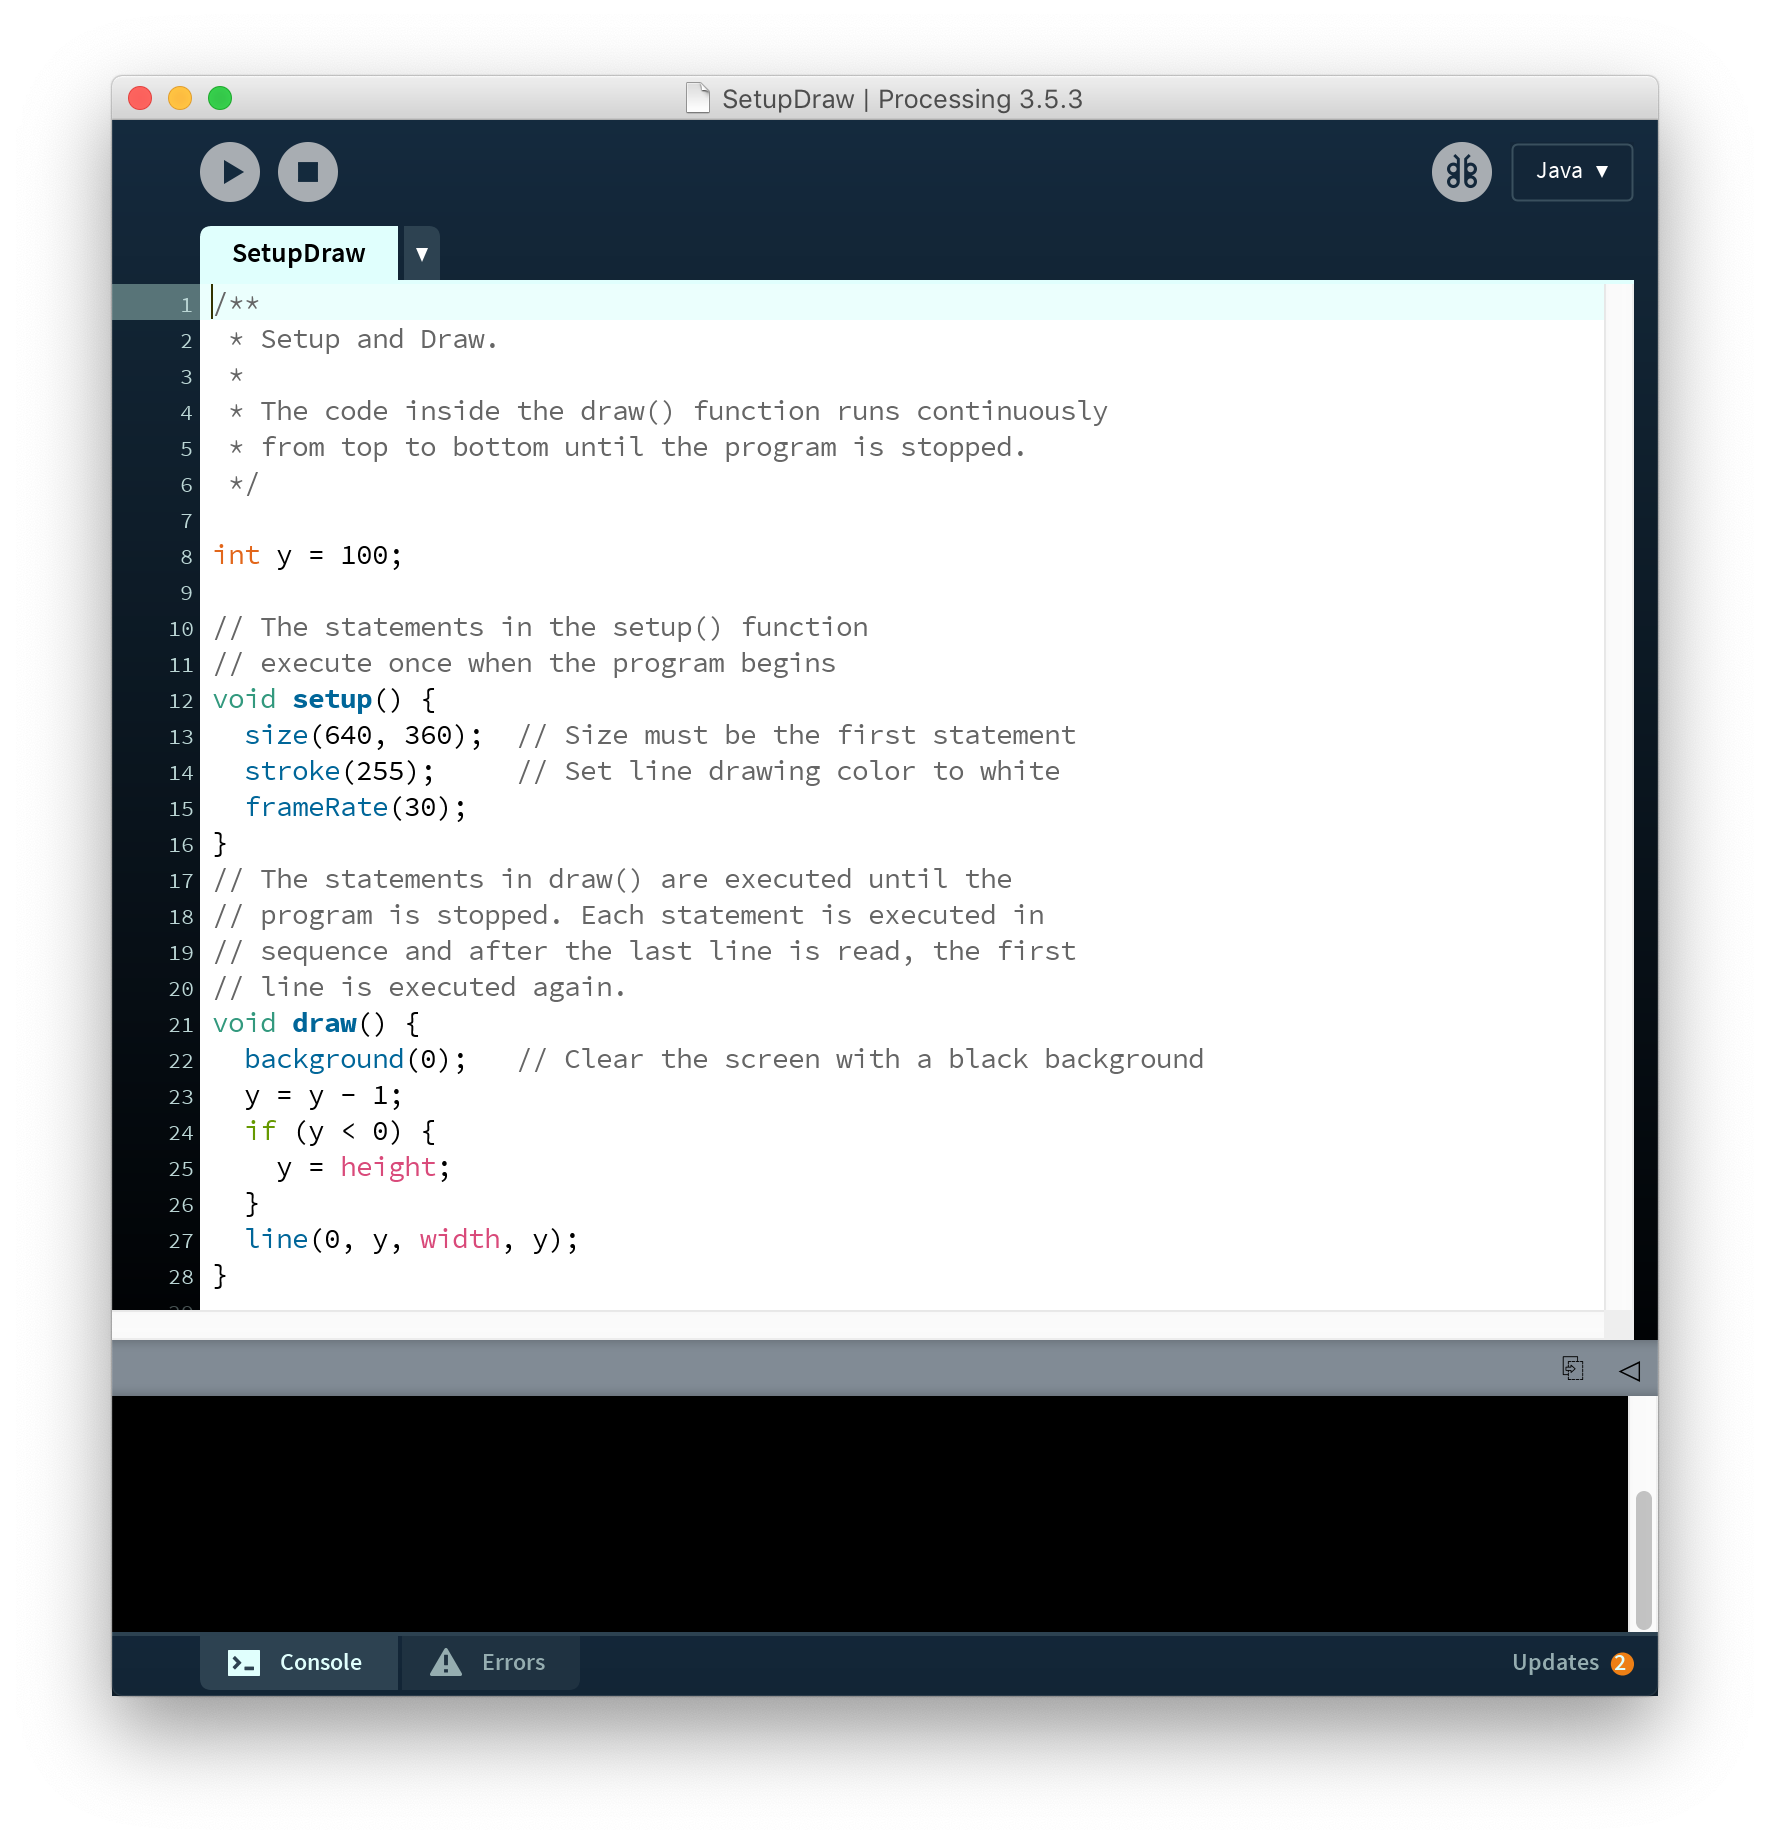 SetupDraw | Processing 3.5.3
Java ▼
SetupDraw ▼
1 /**
2  * Setup and Draw.
3  *
4  * The code inside the draw() function runs continuously
5  * from top to bottom until the program is stopped.
6  */
7
8 int y = 100;
9
10 // The statements in the setup() function
11 // execute once when the program begins
12 void setup() {
13   size(640, 360);  // Size must be the first statement
14   stroke(255);     // Set line drawing color to white
15   frameRate(30);
16 }
17 // The statements in draw() are executed until the
18 // program is stopped. Each statement is executed in
19 // sequence and after the last line is read, the first
20 // line is executed again.
21 void draw() {
22   background(0);   // Clear the screen with a black background
23   y = y - 1;
24   if (y < 0) {
25     y = height;
26   }
27   line(0, y, width, y);
28 }
Console Errors Updates 2